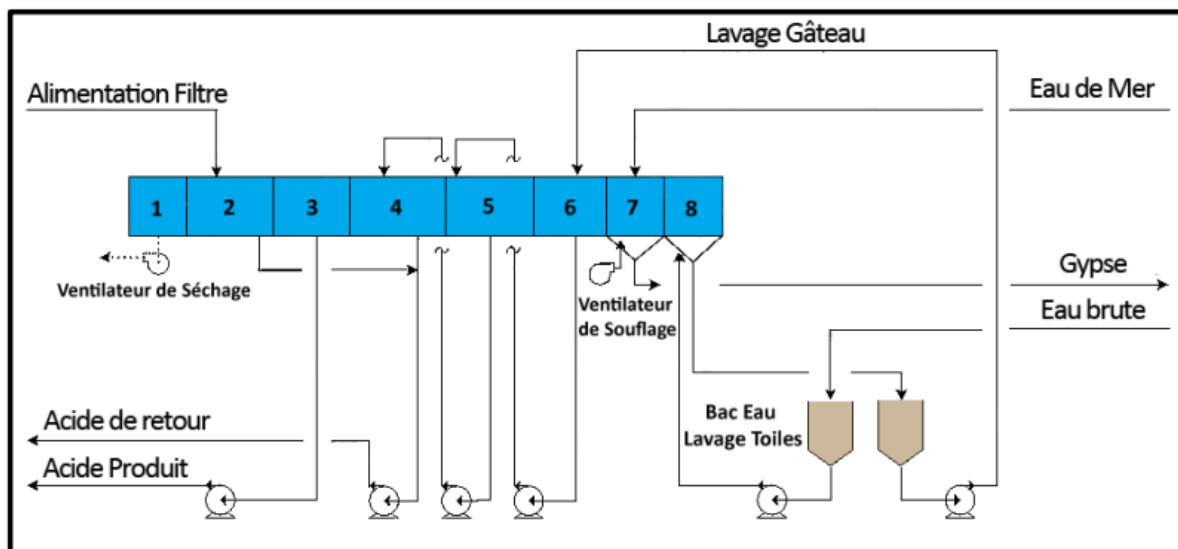 Lavage Gâteau
Alimentation Filtre
Eau de Mer
1 2 3 4 5 6 7 8
Ventilateur de Séchage
Ventilateur
de Souflage
Gypse
Eau brute
Bac Eau
Lavage Toiles
Acide de retour
Acide Produit